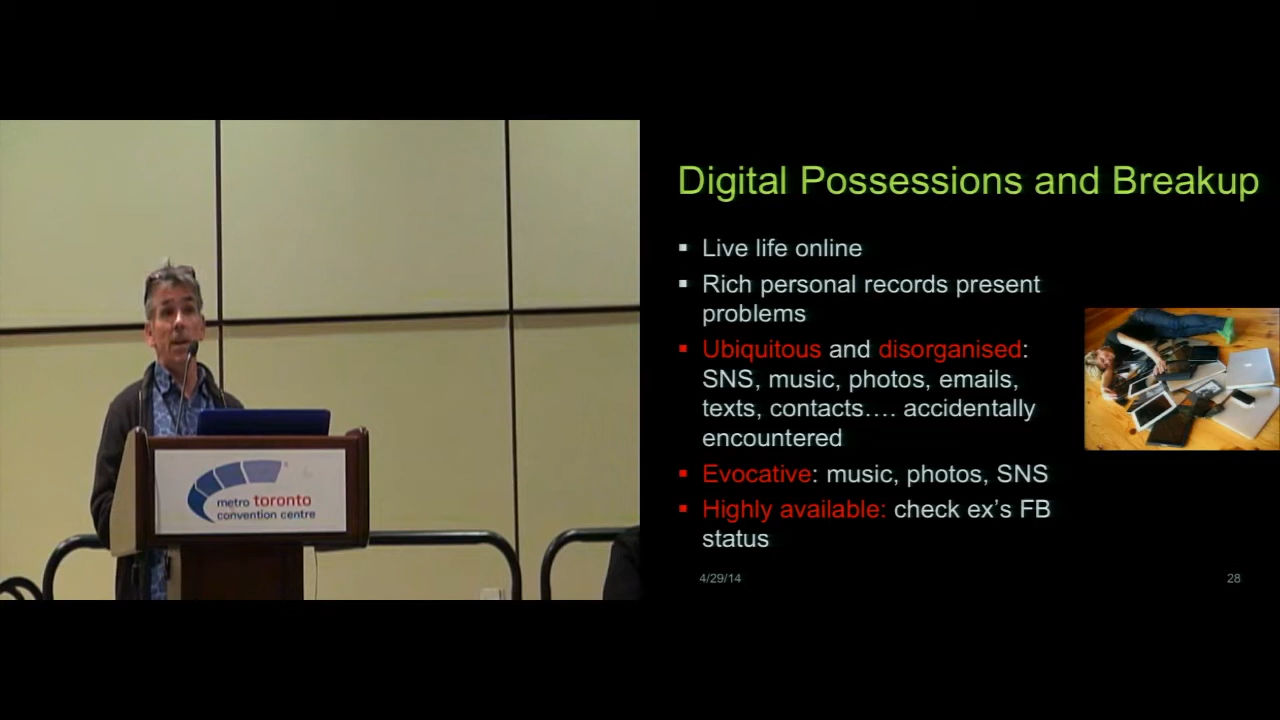 metro toronto
convention centre
Digital Possessions and Breakup
▪ Live life online
▪ Rich personal records present
problems
▪ Ubiquitous and disorganised:
SNS, music, photos, emails,
texts, contacts…. accidentally
encountered
▪ Evocative: music, photos, SNS
▪ Highly available: check ex’s FB
status
4/29/14
28